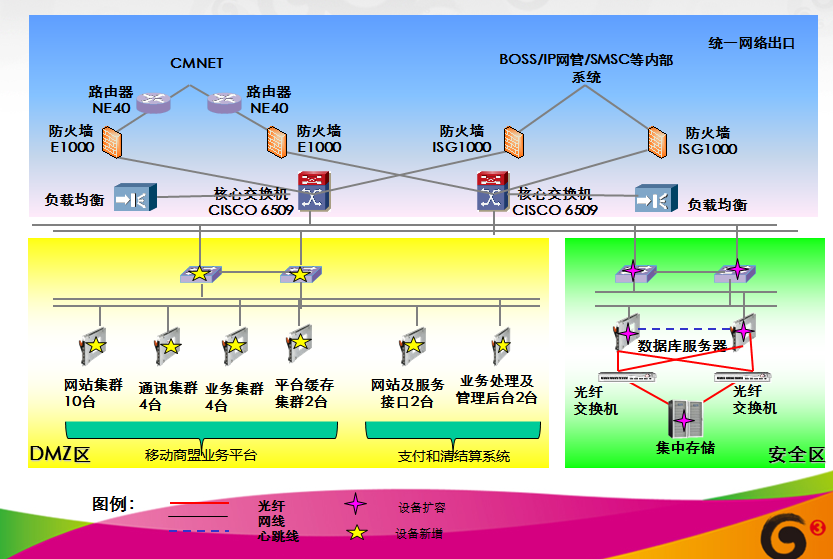 统一网络出口
CMNET
BOSS/IP网管/SMSC等内部
系统
路由器
NE40
路由器
NE40
防火墙
E1000
防火墙
E1000
防火墙
ISG1000
防火墙
ISG1000
负载均衡
核心交换机
CISCO 6509
核心交换机
CISCO 6509
负载均衡
数据库服务器
网站集群
10台
通讯集群
4台
业务集群
4台
平台缓存
集群2台
网站及服务
接口2台
业务处理及
管理后台2台
光纤
交换机
光纤
交换机
集中存储
DMZ区
移动商盟业务平台
支付和清结算系统
安全区
图例：
光纤
网线
心跳线
设备扩容
设备新增
3